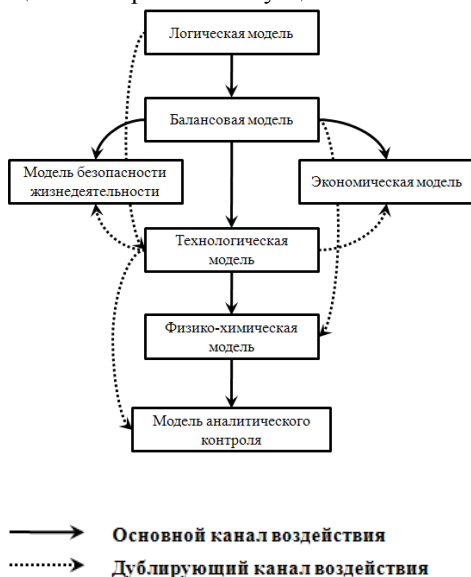 Логическая модель
Балансовая модель
Модель безопасности
жизнедеятельности
Экономическая модель
Технологическая
модель
Физико-химическая
модель
Модель аналитического
контроля
Основной канал воздействия
Дублирующий канал воздействия